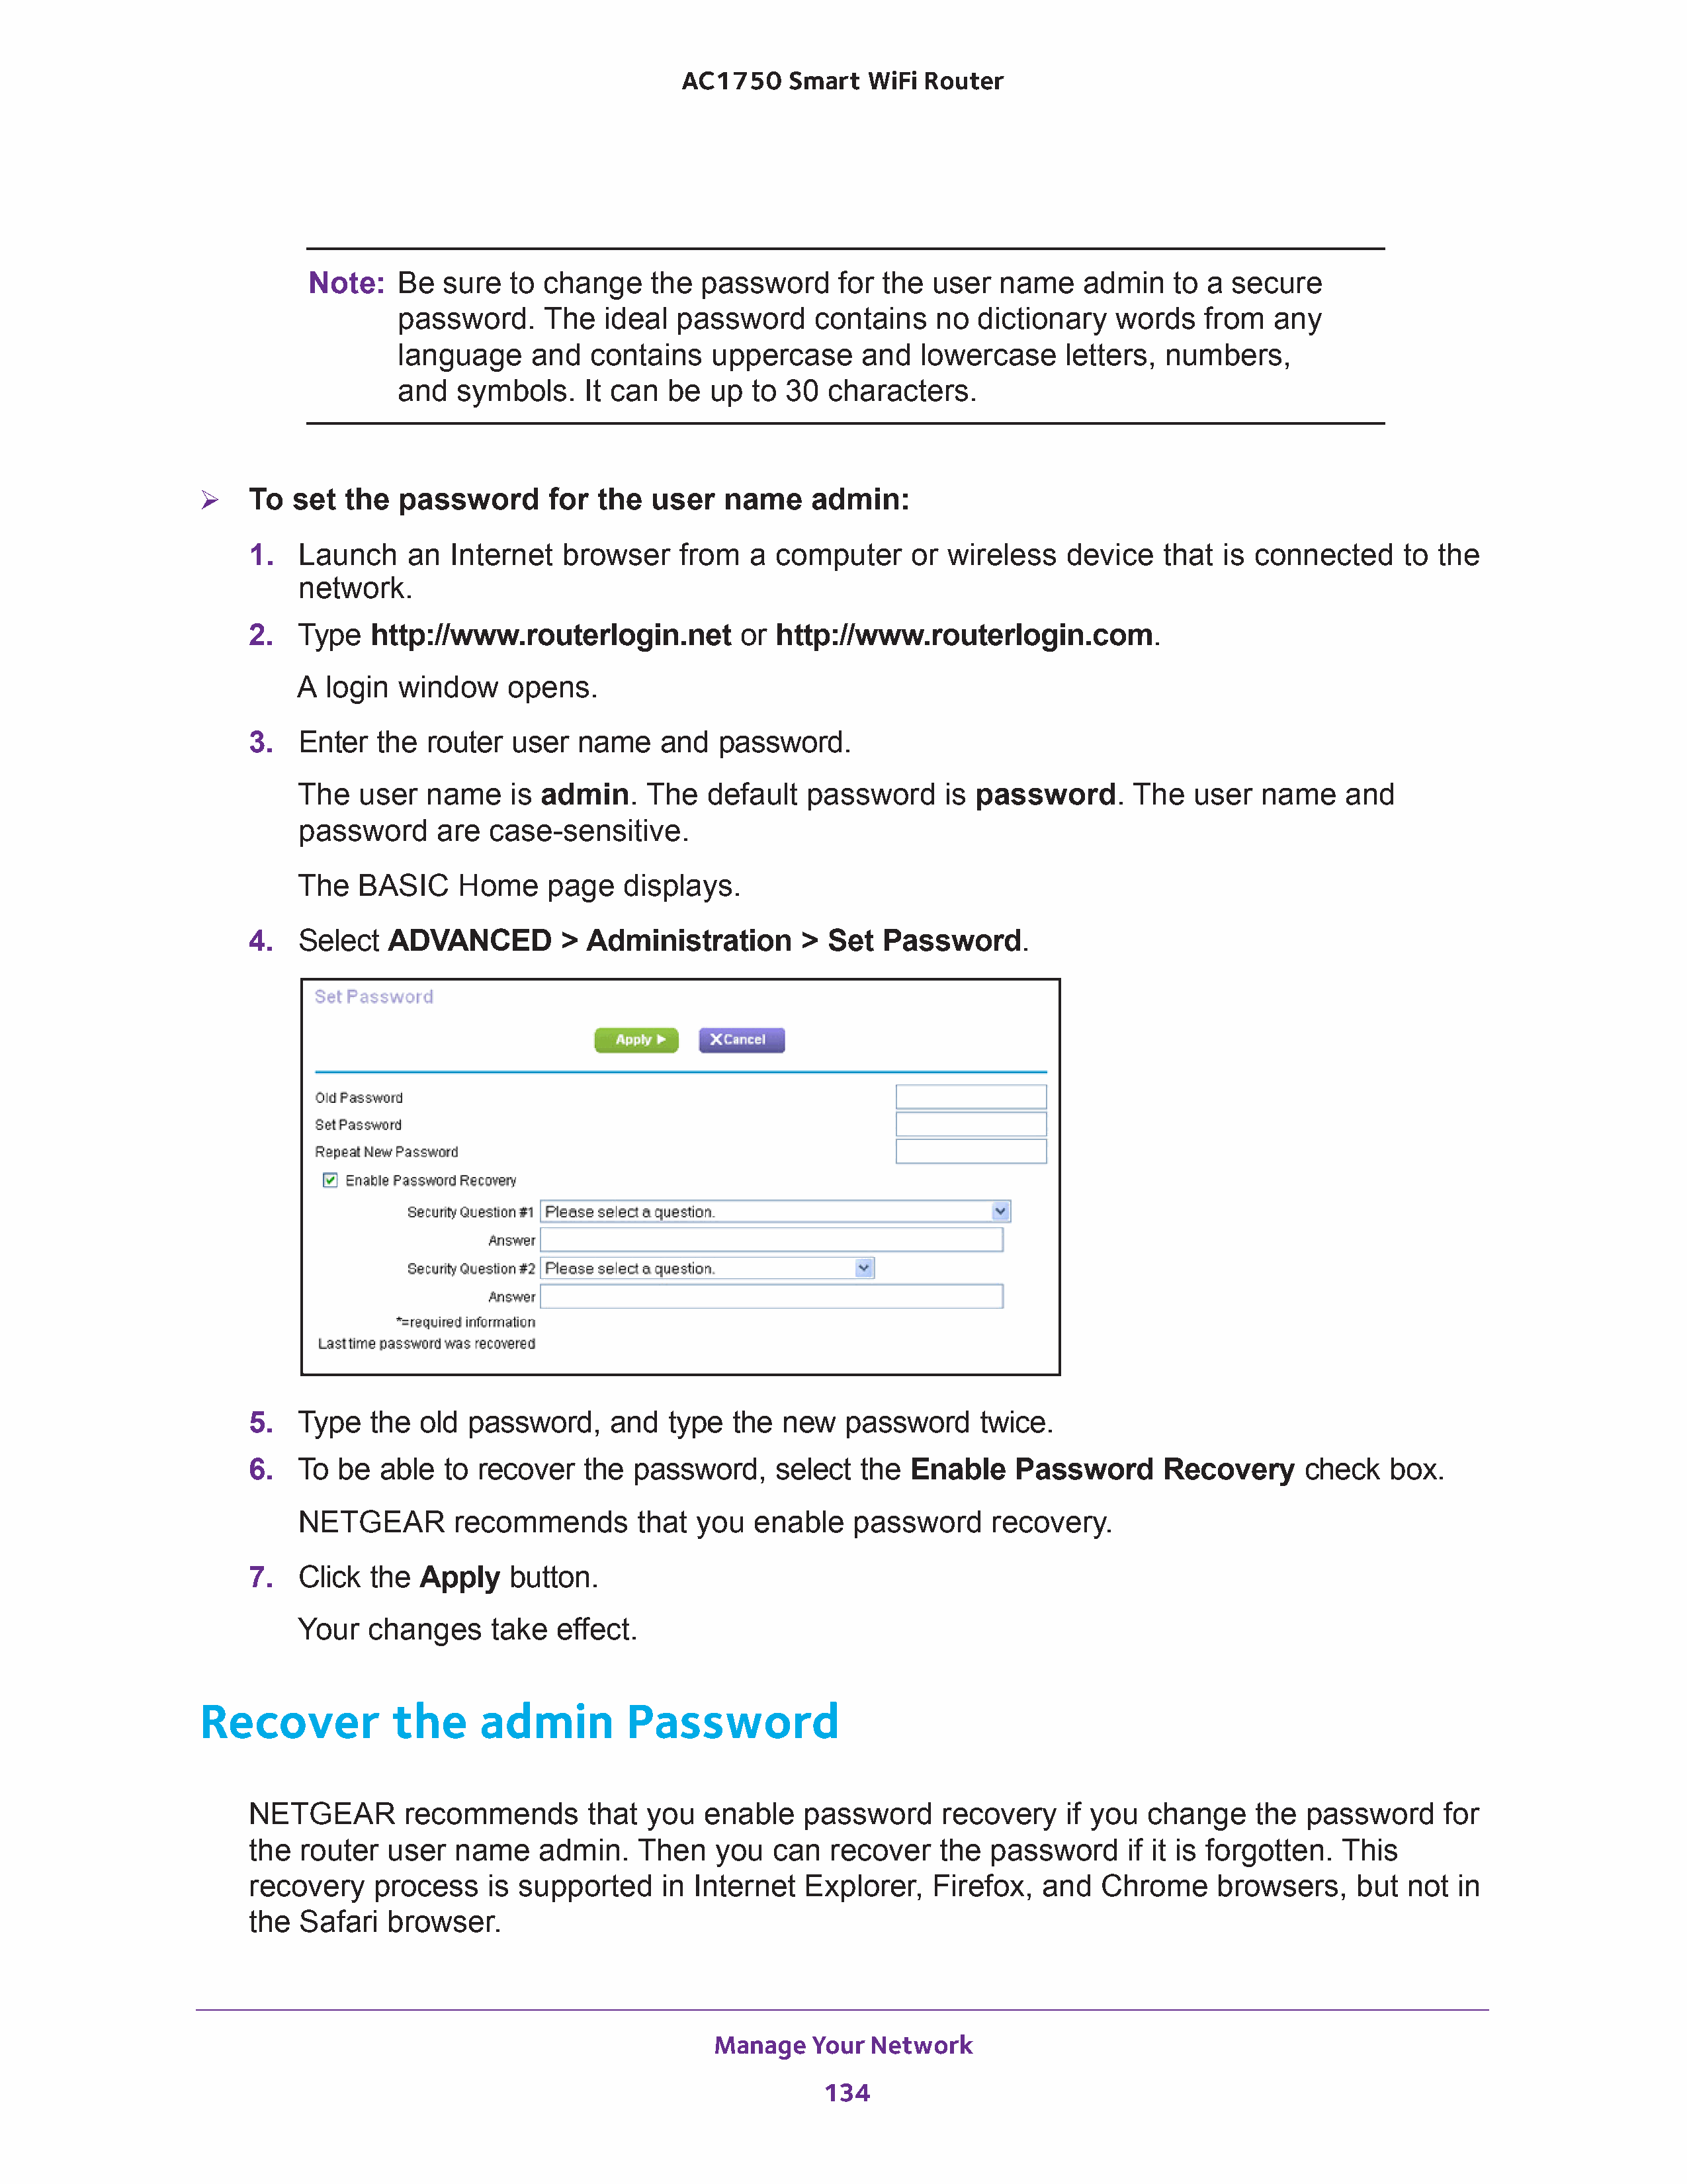 AC1750 Smart WiFi Router
Note: Be sure to change the password for the user name admin to a secure
password. The ideal password contains no dictionary words from any
language and contains uppercase and lowercase letters, numbers,
and symbols. It can be up to 30 characters.
➢ To set the password for the user name admin:
1. Launch an Internet browser from a computer or wireless device that is connected to the
network.
2. Type http://www.routerlogin.net or http://www.routerlogin.com.
A login window opens.
3. Enter the router user name and password.
The user name is admin. The default password is password. The user name and
password are case-sensitive.
The BASIC Home page displays.
4. Select ADVANCED > Administration > Set Password.
Set Password
Apply ► X Cancel
Old Password
Set Password
Repeat New Password
Enable Password Recovery
Security Question #1 Please select a question.
Answer
Security Question #2 Please select a question.
Answer
*=required information
Last time password was recovered
5. Type the old password, and type the new password twice.
6. To be able to recover the password, select the Enable Password Recovery check box.
NETGEAR recommends that you enable password recovery.
7. Click the Apply button.
Your changes take effect.
Recover the admin Password
NETGEAR recommends that you enable password recovery if you change the password for
the router user name admin. Then you can recover the password if it is forgotten. This
recovery process is supported in Internet Explorer, Firefox, and Chrome browsers, but not in
the Safari browser.
Manage Your Network
134